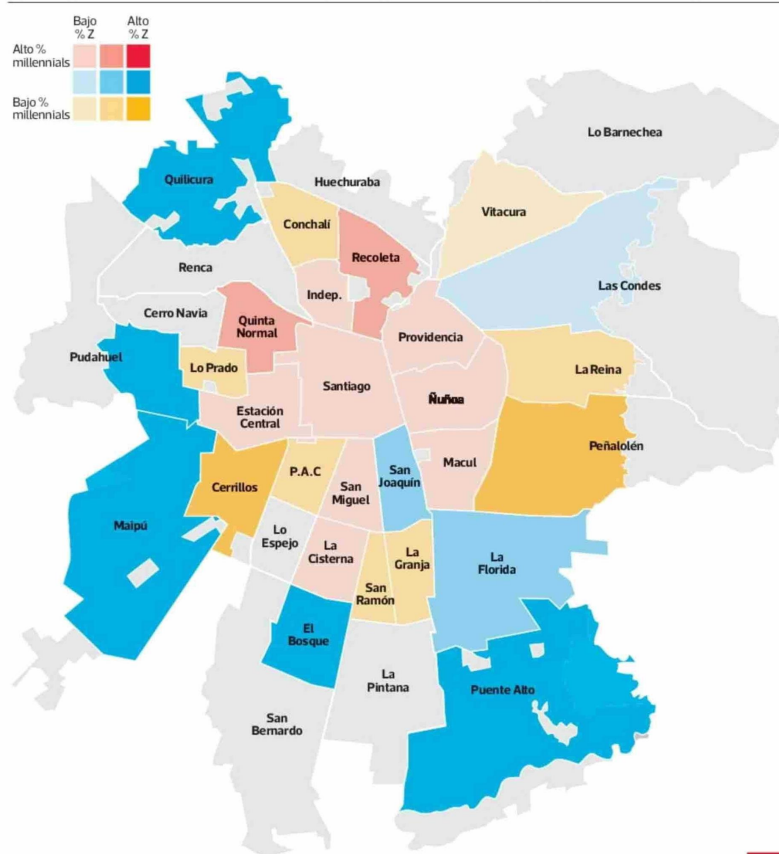 Bajo
% Z
Alto
% Z
Alto %
millennials
Bajo %
millennials
Lo Barnechea
Quilicura
Huechuraba
Vitacura
Conchalí
Recoleta
Renca
Las Condes
Indep.
Cerro Navia
Quinta
Normal
Providencia
Pudahuel
Lo Prado
La Reina
Santiago
Ñuñoa
Estación
Central
Peñalolén
Macul
P.A.C
San
Joaquín
Cerrillos
San
Miguel
Maipú
Lo
Espejo
La
Cisterna
La
Granja
La
Florida
San
Ramón
El
Bosque
La
Pintana
Puente Alto
San
Bernardo